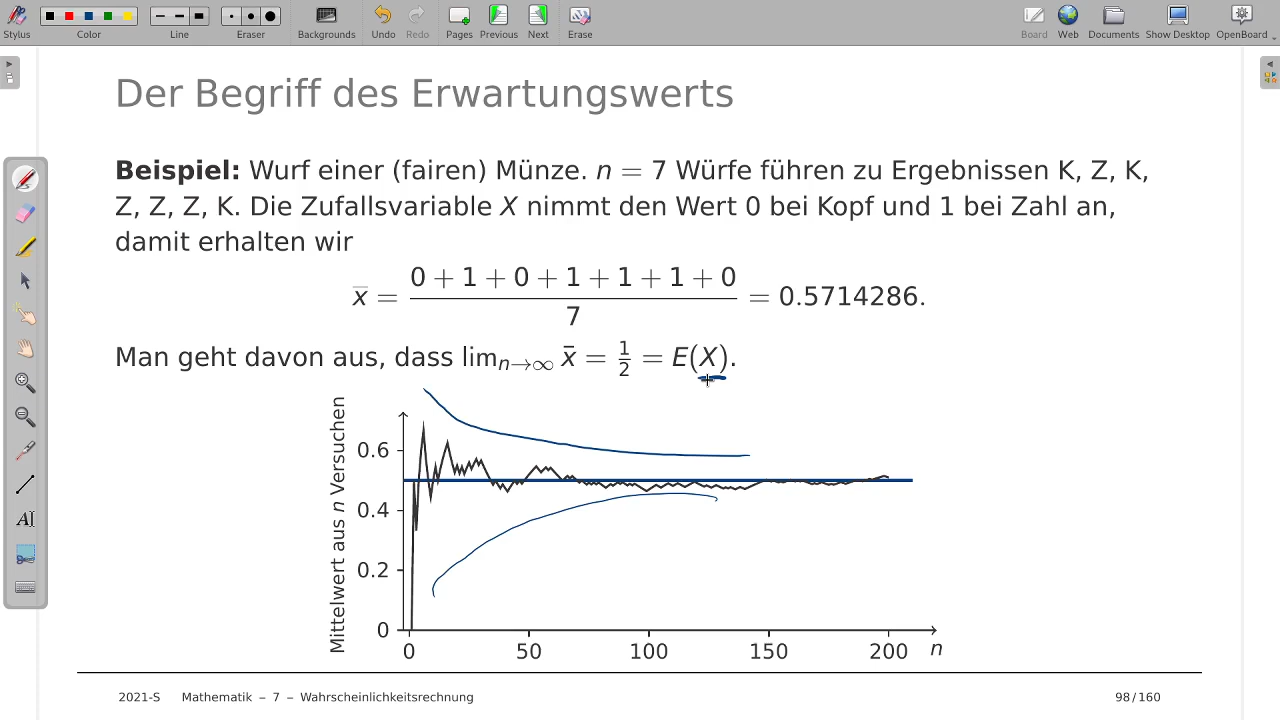 Stylus Color Line Eraser Backgrounds Undo Redo Pages Previous Next Erase Board Web Documents Show Desktop OpenBoard
Der Begriff des Erwartungswerts
Beispiel: Wurf einer (fairen) Münze. n = 7 Würfe führen zu Ergebnissen K, Z, K,
Z, Z, Z, K. Die Zufallsvariable X nimmt den Wert 0 bei Kopf und 1 bei Zahl an,
damit erhalten wir
x̅ = (0 + 1 + 0 + 1 + 1 + 1 + 0)/7 = 0.5714286.
Man geht davon aus, dass limₙ→∞ x̄ = 1/2 = E(X).
Mittelwert aus n Versuchen
0.6
0.4
0.2
0
0 50 100 150 200 n
2021-S Mathematik – 7 – Wahrscheinlichkeitsrechnung 98/160